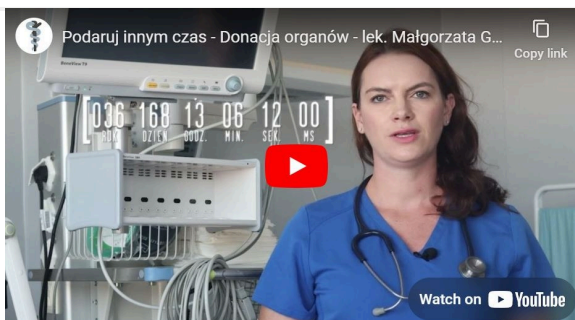 Podaruj innym czas - Donacja organów - lek. Małgorzata G...
Copy link
[036 168 13 06 12 00]
ROK DZIEŃ GODZ. MIN. SEK. MS
Watch on YouTube